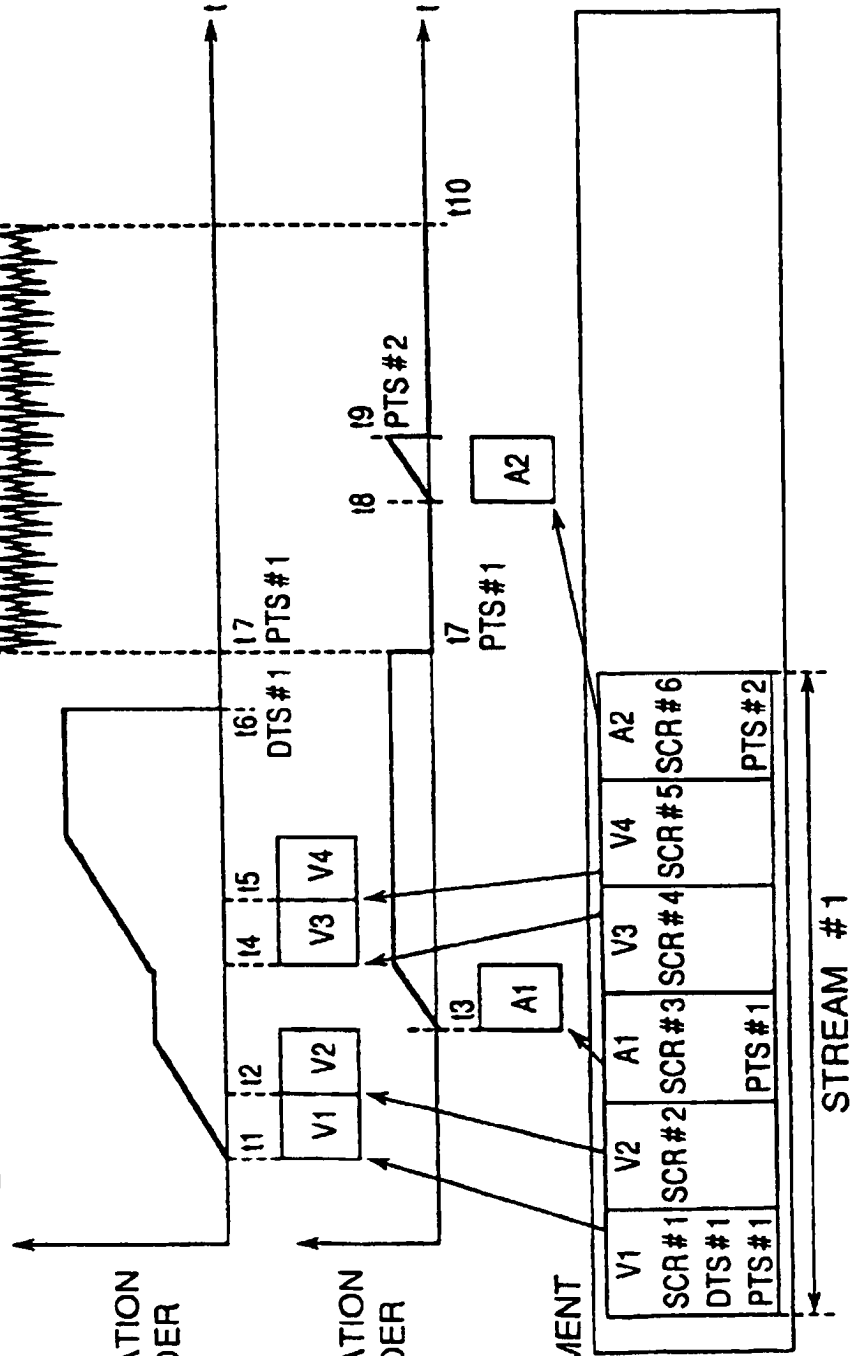 t
ATION
DER
t1 t2 t4 t5 t6 t7
DTS#1 PTS#1
V1 V2 V3 V4
t
ATION
DER
t3 t7 t8 t9 t10
PTS#1 PTS#2
A1 A2
MENT
V1 V2 A1 V3 V4 A2
SCR#1 SCR#2 SCR#3 SCR#4 SCR#5 SCR#6
DTS#1
PTS#1 PTS#1 PTS#2
STREAM #1